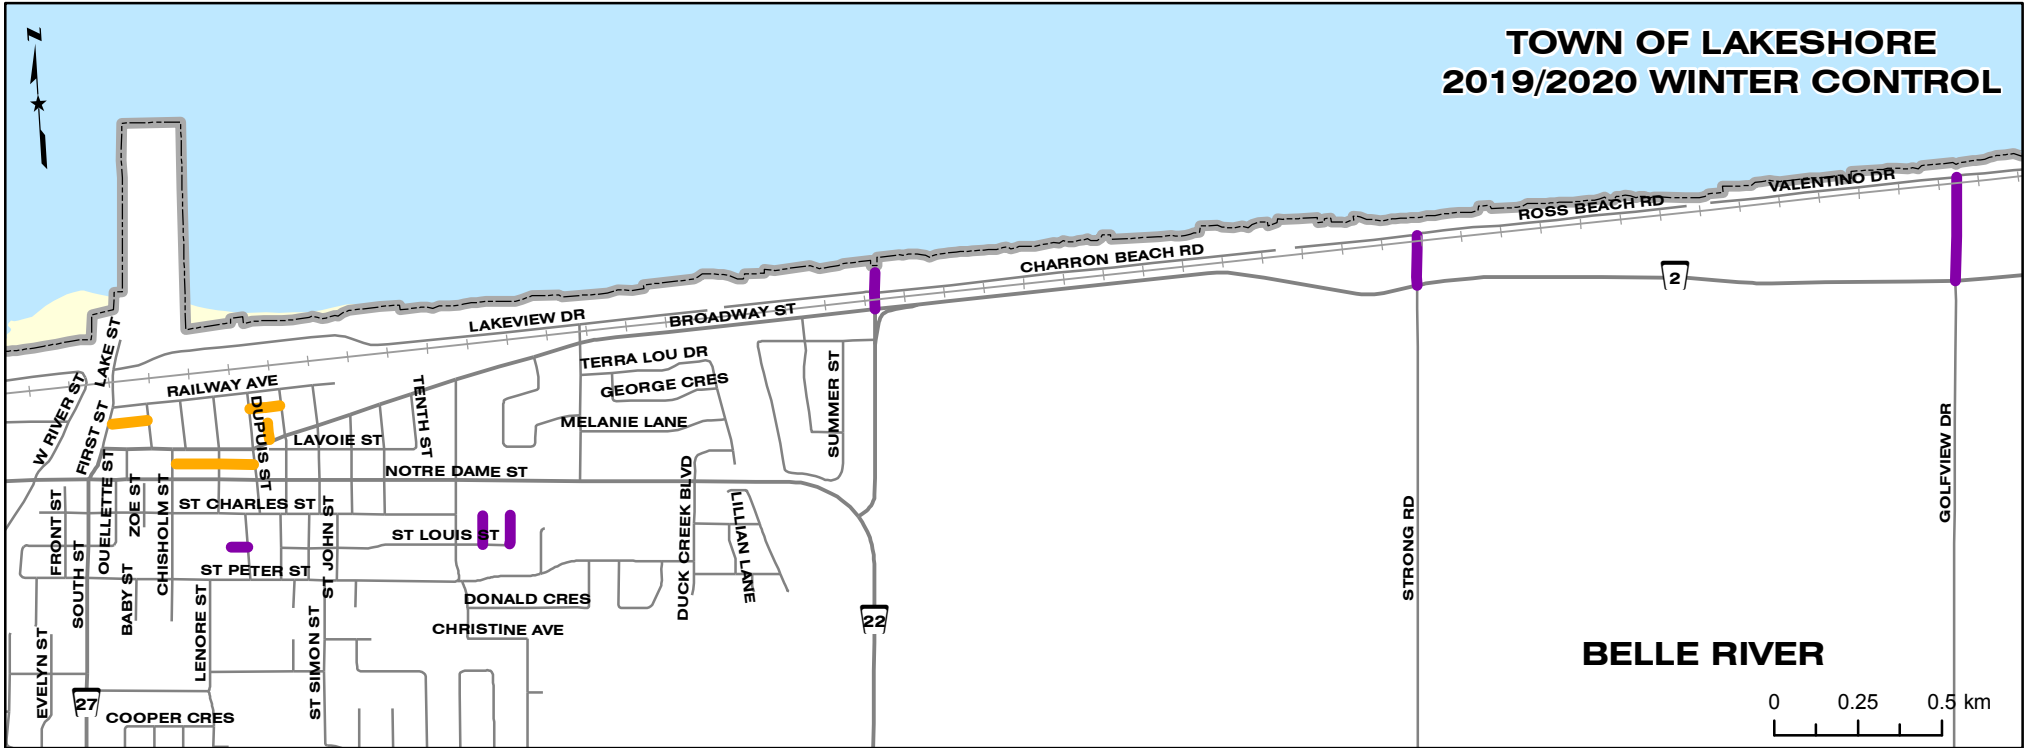 TOWN OF LAKESHORE
2019/2020 WINTER CONTROL
N
VALENTINO DR
ROSS BEACH RD
CHARRON BEACH RD
2
LAKEVIEW DR
BROADWAY ST
LAKE ST
RAILWAY AVE
TERRA LOU DR
GEORGE CRES
MELANIE LANE
SUMMER ST
W RIVER ST
FIRST ST
DUPUIS ST
TENTH ST
LAVOIE ST
NOTRE DAME ST
GOLFVIEW DR
STRONG RD
FRONT ST
OUELLETTE ST
ZOE ST
CHISHOLM ST
ST CHARLES ST
ST JOHN ST
ST LOUIS ST
DUCK CREEK BLVD
LILLIAN LANE
SOUTH ST
BABY ST
ST PETER ST
LENORE ST
ST SIMON ST
DONALD CRES
CHRISTINE AVE
22
EVELYN ST
27
COOPER CRES
BELLE RIVER
0 0.25 0.5 km